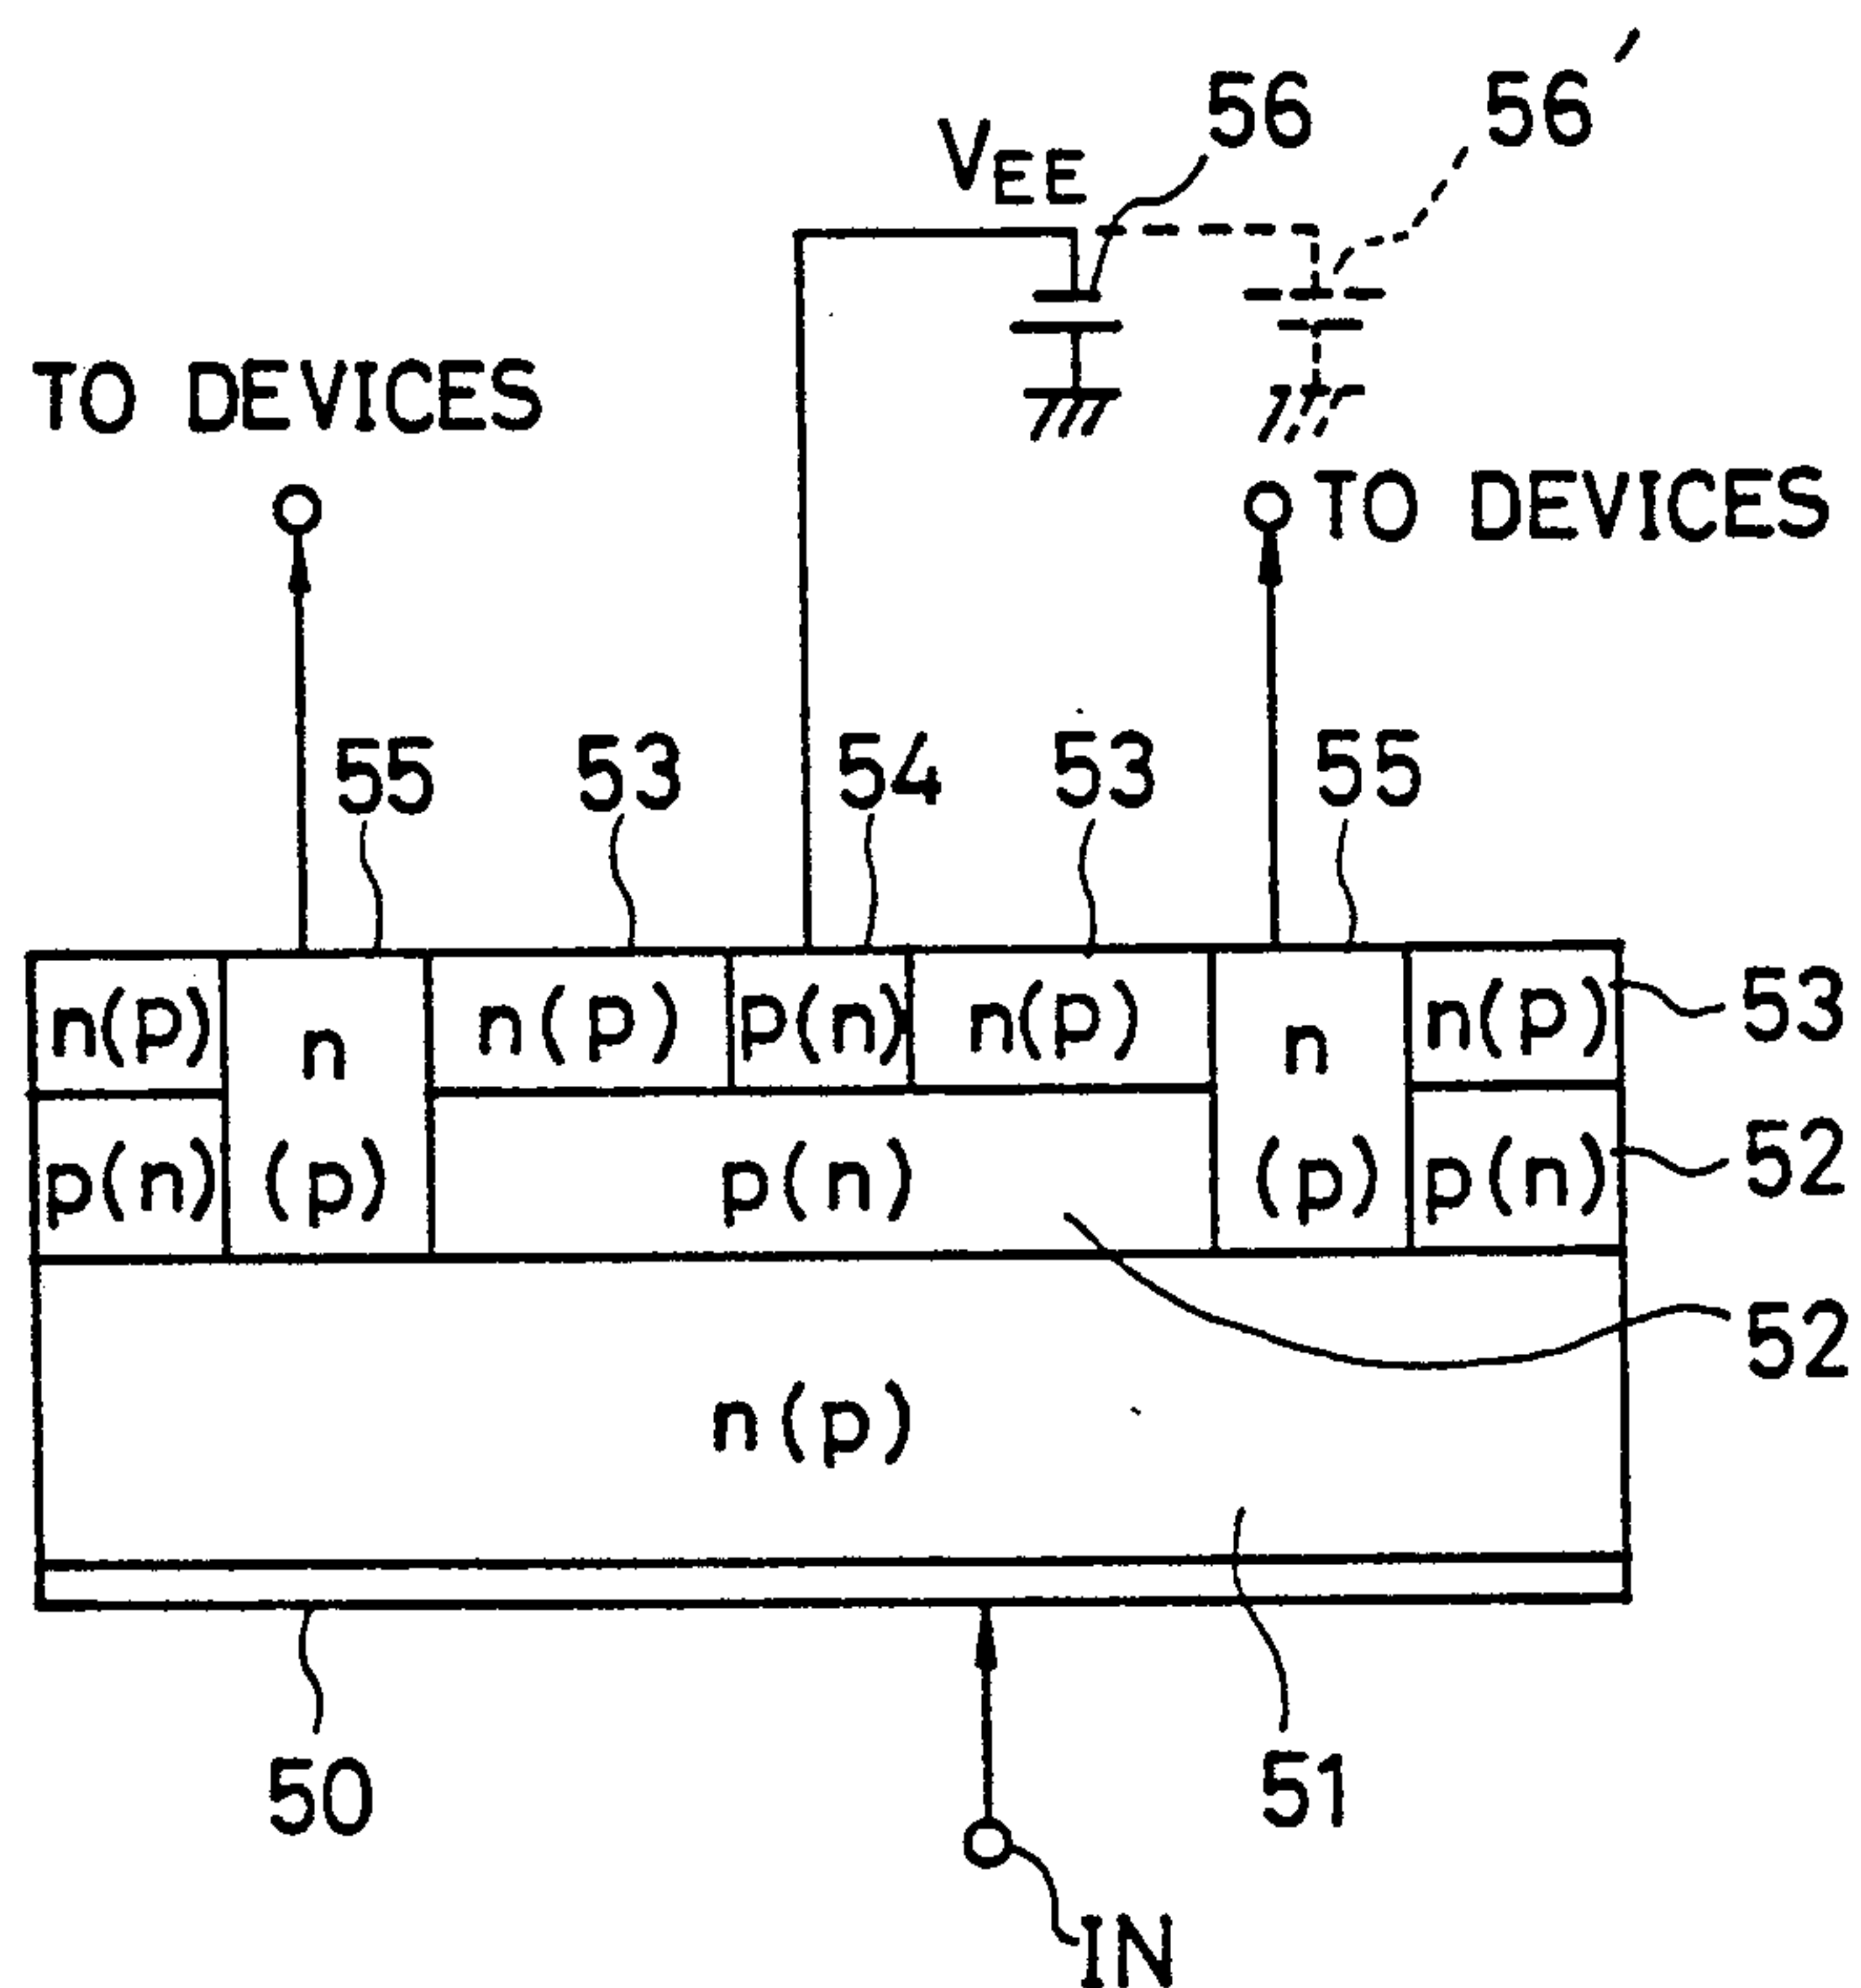 56 56'
VEE
TO DEVICES
TO DEVICES
55 53 54 53 55
n(p) n n(p) p(n) n(p) n n(p) 53
p(n) (p) p(n) (p) p(n) 52
52
n(p)
50 51
IN